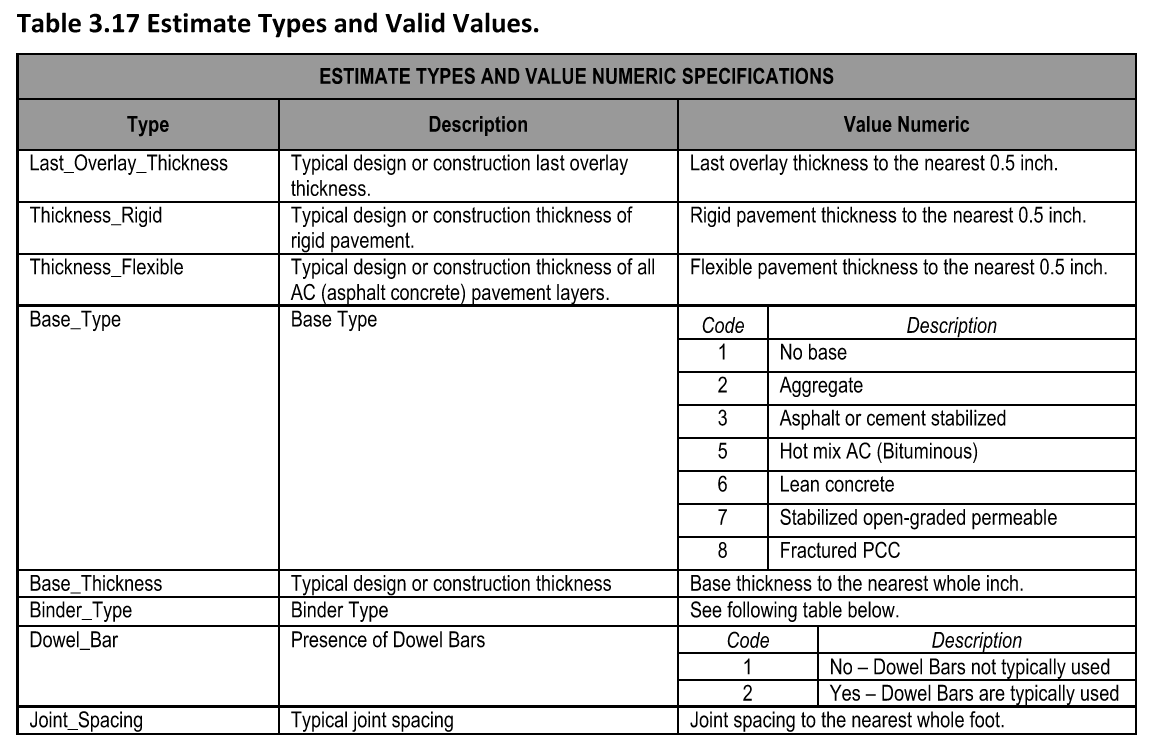 Table 3.17 Estimate Types and Valid Values.
ESTIMATE TYPES AND VALUE NUMERIC SPECIFICATIONS
Type Description Value Numeric
Last_Overlay_Thickness Typical design or construction last overlay Last overlay thickness to the nearest 0.5 inch.
thickness.
Thickness_Rigid Typical design or construction thickness of Rigid pavement thickness to the nearest 0.5 inch.
rigid pavement.
Thickness_Flexible Typical design or construction thickness of all Flexible pavement thickness to the nearest 0.5 inch.
AC (asphalt concrete) pavement layers.
Base_Type Base Type Code Description
1 No base
2 Aggregate
3 Asphalt or cement stabilized
5 Hot mix AC (Bituminous)
6 Lean concrete
7 Stabilized open-graded permeable
8 Fractured PCC
Base_Thickness Typical design or construction thickness Base thickness to the nearest whole inch.
Binder_Type Binder Type See following table below.
Dowel_Bar Presence of Dowel Bars Code Description
1 No – Dowel Bars not typically used
2 Yes – Dowel Bars are typically used
Joint_Spacing Typical joint spacing Joint spacing to the nearest whole foot.